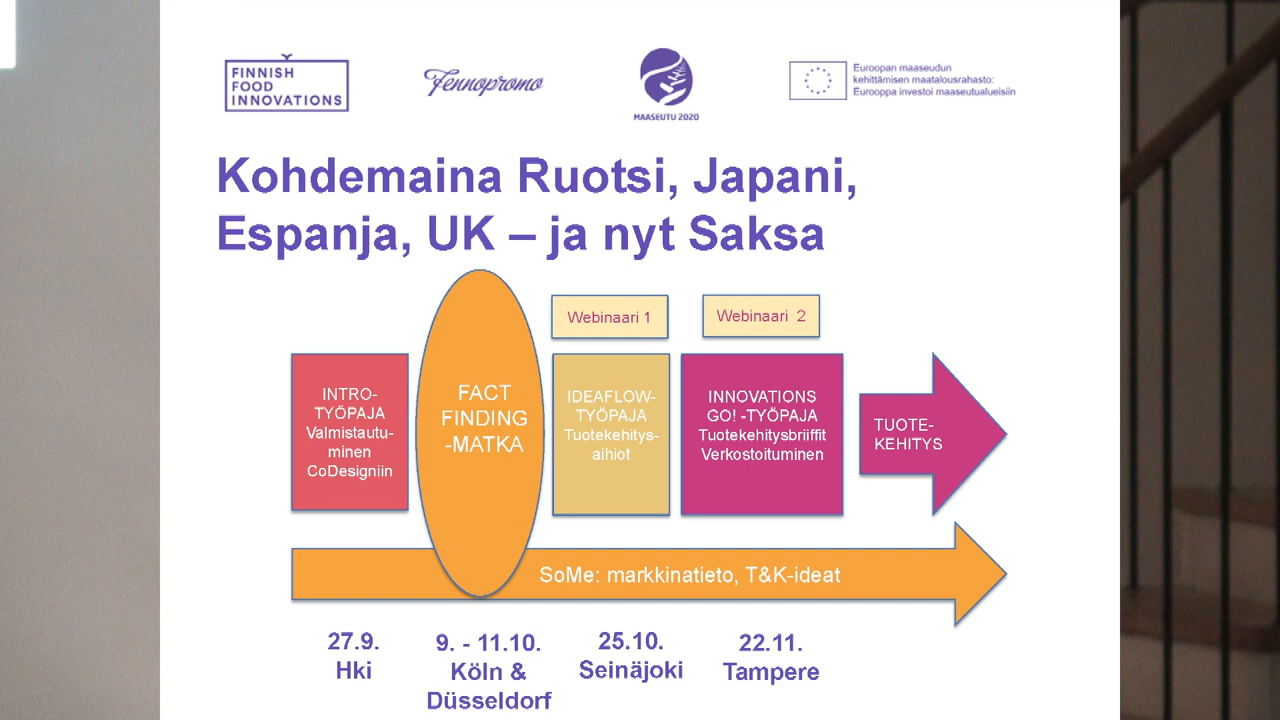 FINNISH
FOOD
INNOVATIONS
Fennopromo
MAASEUTU 2020
Euroopan maaseudun
kehittämisen maatalousrahasto:
Eurooppa investoi maaseutualueisiin
Kohdemaina Ruotsi, Japani,
Espanja, UK – ja nyt Saksa
Webinaari 1
Webinaari 2
INTRO-
TYÖPAJA
Valmistautu-
minen
CoDesigniin
FACT
FINDING
-MATKA
IDEAFLOW-
TYÖPAJA
Tuotekehitys-
aihiot
INNOVATIONS
GO! -TYÖPAJA
Tuotekehitysbriiffit
Verkostoituminen
TUOTE-
KEHITYS
SoMe: markkinatieto, T&K-ideat
27.9.
Hki
9. - 11.10.
Köln &
Düsseldorf
25.10.
Seinäjoki
22.11.
Tampere